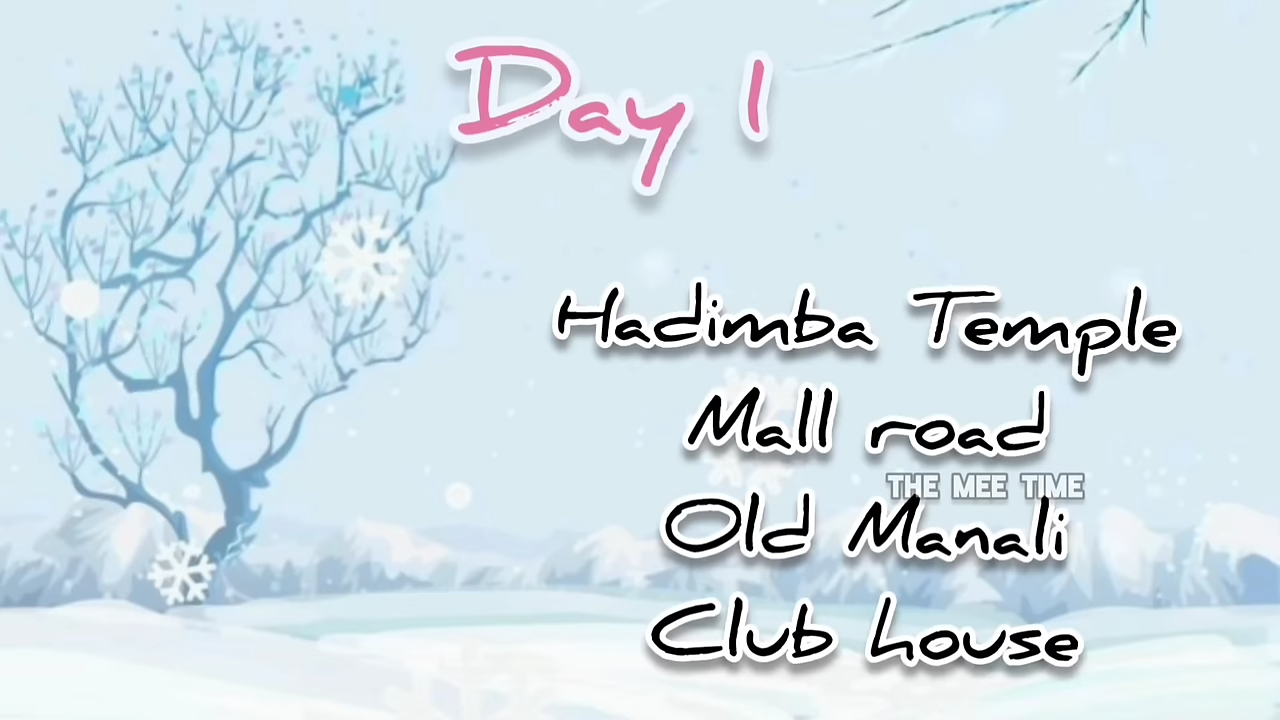 Day 1
Hadimba Temple
Mall road
THE MEE TIME
Old Manali
Club house